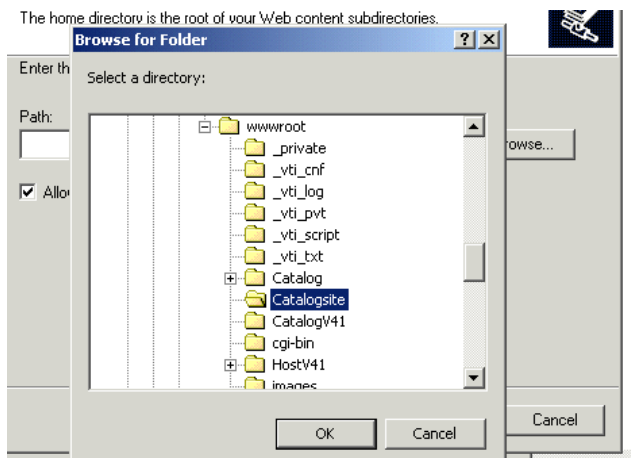 The home directory is the root of your Web content subdirectories.
Browse for Folder
Enter th
Select a directory:
Path:
wwwroot
_private
owse...
_vti_cnf
Allo
_vti_log
_vti_pvt
_vti_script
_vti_txt
Catalog
Catalogsite
CatalogV41
cgi-bin
HostV41
images
Cancel
OK
Cancel